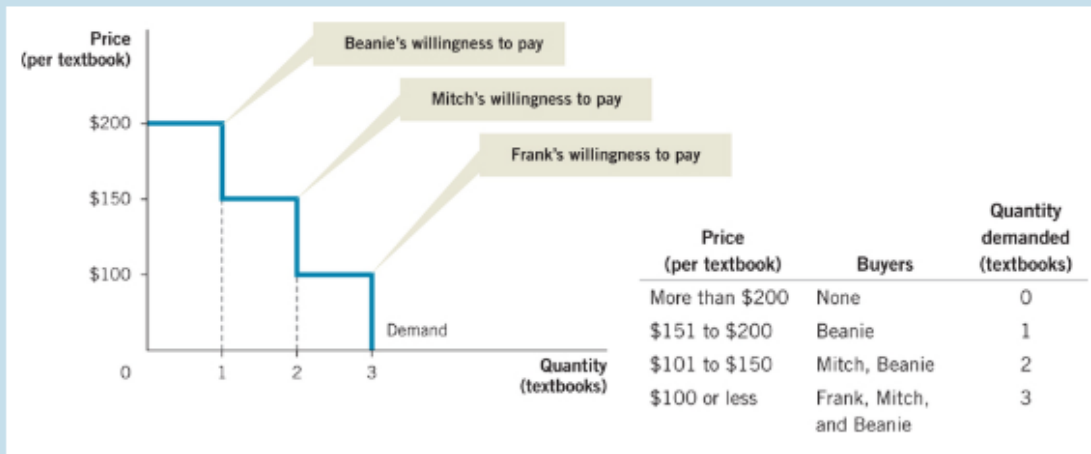 Price
(per textbook)
Beanie's willingness to pay
Mitch's willingness to pay
Frank's willingness to pay
$200
$150
$100
Demand
0
1
2
3
Quantity
(textbooks)
Price
(per textbook)
Buyers
Quantity
demanded
(textbooks)
More than $200 None 0
$151 to $200 Beanie 1
$101 to $150 Mitch, Beanie 2
$100 or less Frank, Mitch, 3
and Beanie